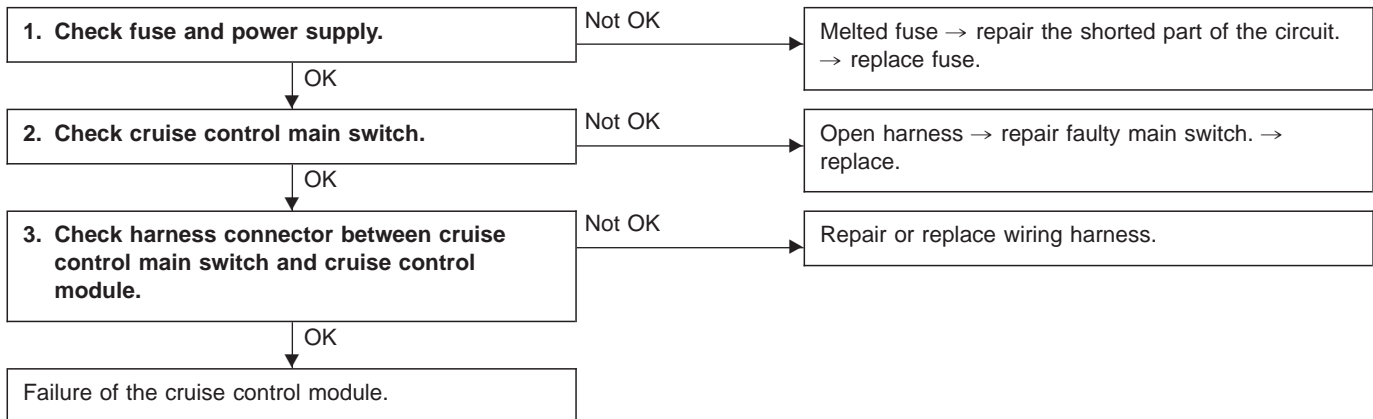 1. Check fuse and power supply.
Not OK
Melted fuse → repair the shorted part of the circuit.
→ replace fuse.
OK
2. Check cruise control main switch.
Not OK
Open harness → repair faulty main switch. →
replace.
OK
3. Check harness connector between cruise
control main switch and cruise control
module.
Not OK
Repair or replace wiring harness.
OK
Failure of the cruise control module.